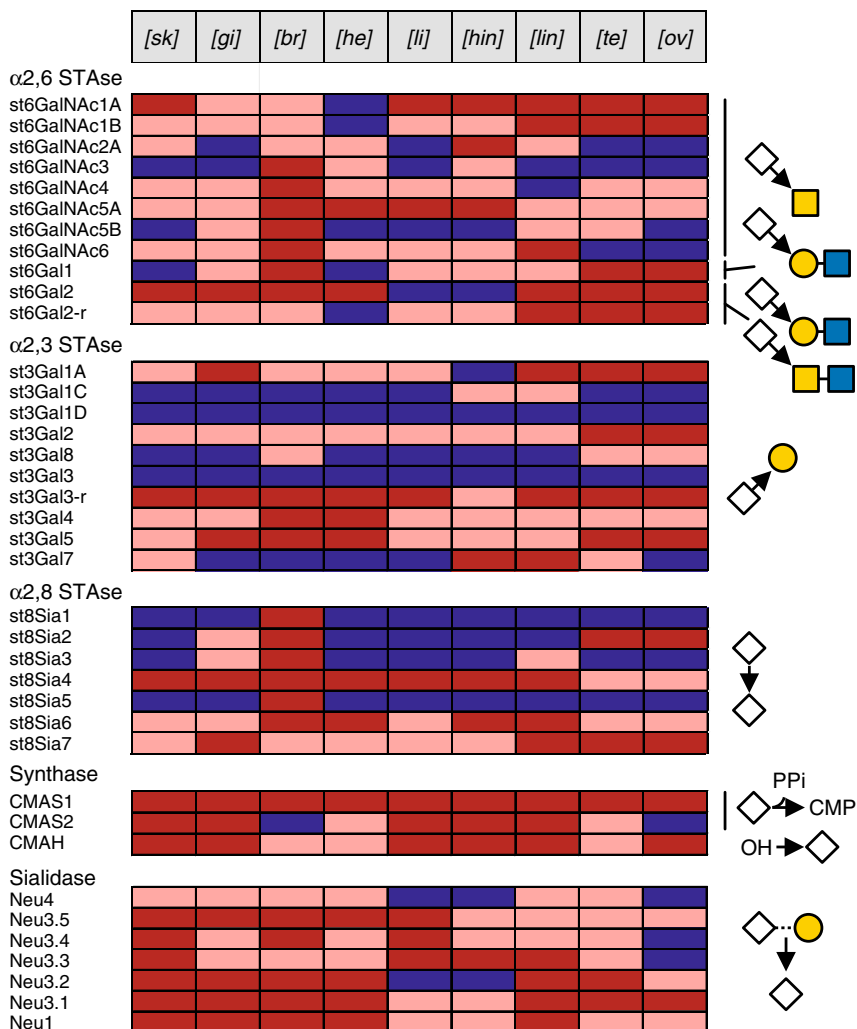 [sk] [gi] [br] [he] [li] [hin] [lin] [te] [ov]
α2,6 STAse
st6GalNAc1A
st6GalNAc1B
st6GalNAc2A
st6GalNAc3
st6GalNAc4
st6GalNAc5A
st6GalNAc5B
st6GalNAc6
st6Gal1
st6Gal2
st6Gal2-r
α2,3 STAse
st3Gal1A
st3Gal1C
st3Gal1D
st3Gal2
st3Gal8
st3Gal3
st3Gal3-r
st3Gal4
st3Gal5
st3Gal7
α2,8 STAse
st8Sia1
st8Sia2
st8Sia3
st8Sia4
st8Sia5
st8Sia6
st8Sia7
Synthase
PPi
CMAS1
CMP
CMAS2
CMAH
OH
Sialidase
Neu4
Neu3.5
Neu3.4
Neu3.3
Neu3.2
Neu3.1
Neu1